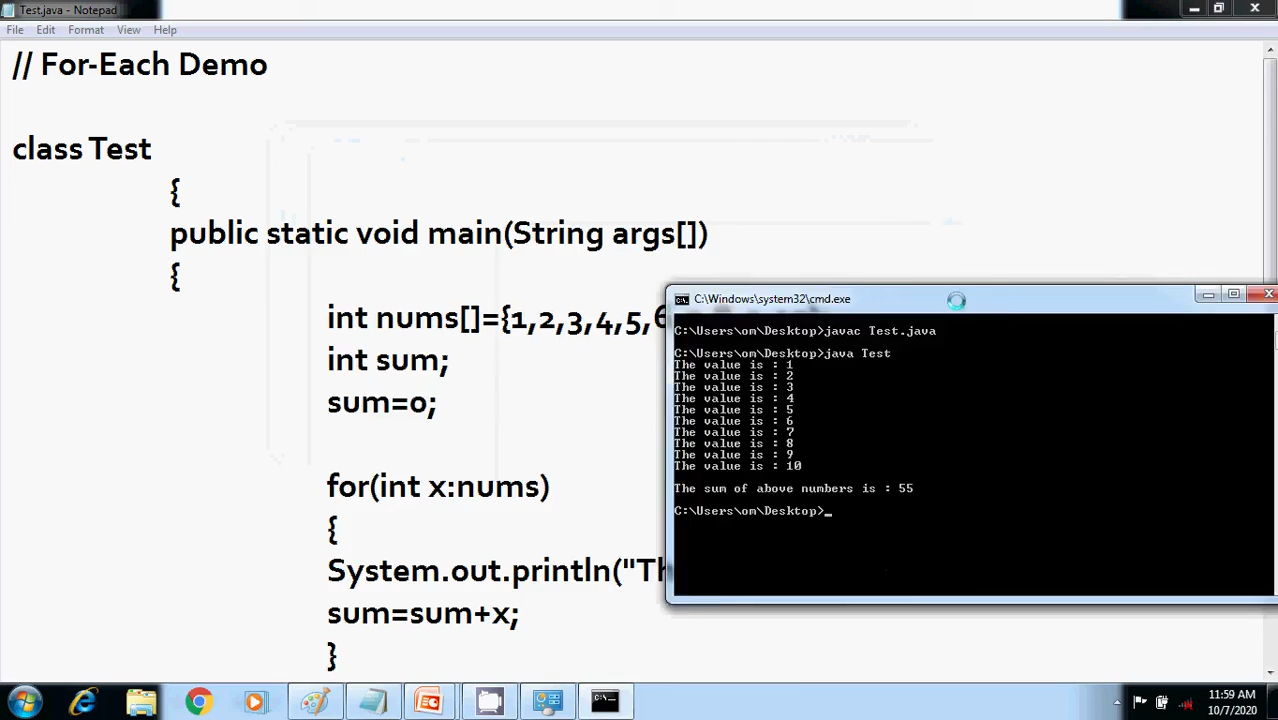 Test.java - Notepad
File Edit Format View Help
// For-Each Demo
class Test
{
public static void main(String args[])
{
int nums[]={1,2,3,4,5,6
int sum;
sum=0;
for(int x:nums)
{
System.out.println("Th
sum=sum+x;
}
C:\Windows\system32\cmd.exe
C:\Users\om\Desktop>javac Test.java
C:\Users\om\Desktop>java Test
The value is : 1
The value is : 2
The value is : 3
The value is : 4
The value is : 5
The value is : 6
The value is : 7
The value is : 8
The value is : 9
The value is : 10
The sum of above numbers is : 55
C:\Users\om\Desktop>_
11:59 AM
10/7/2020